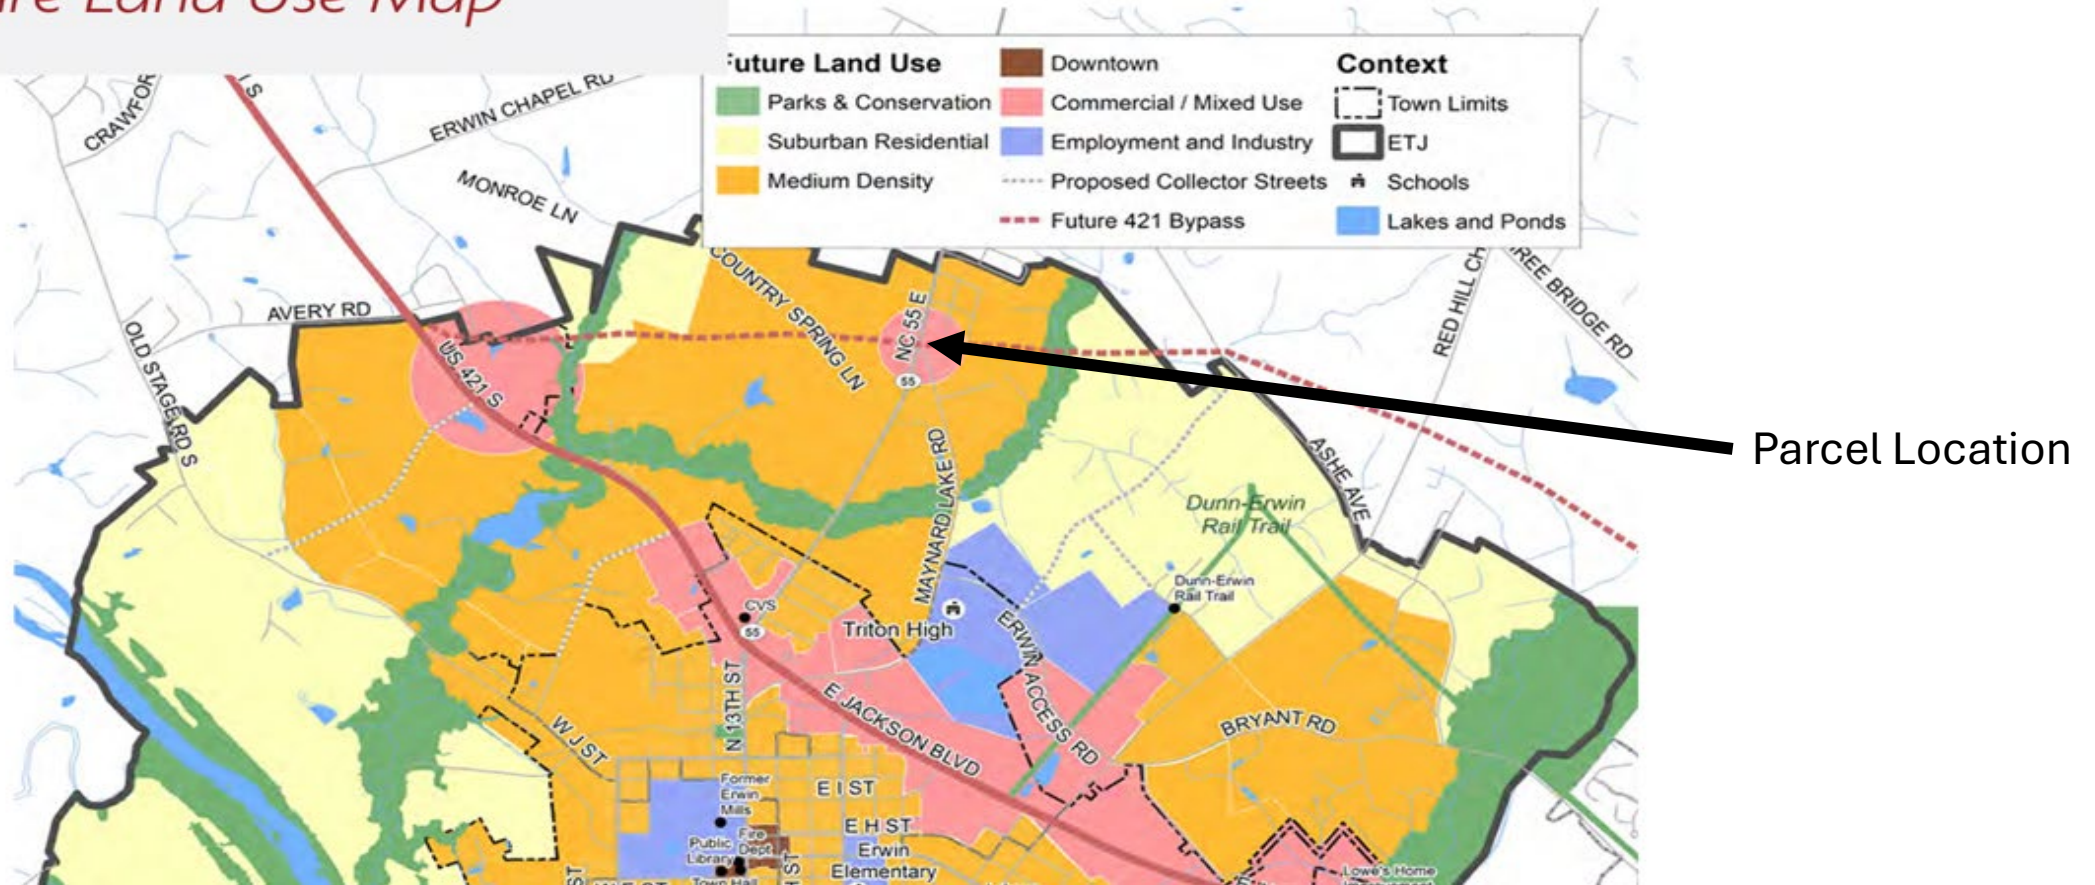 Land Use Map
Future Land Use
Parks & Conservation
Suburban Residential
Medium Density
Downtown
Commercial / Mixed Use
Employment and Industry
Proposed Collector Streets
Future 421 Bypass
Context
Town Limits
ETJ
Schools
Lakes and Ponds
ERWIN CHAPEL RD
MONROE LN
AVERY RD
OLD STAGE RD S
US 421 S
COUNTRY SPRING LN
NC 55 E
55
RED HILL CH
ASHE AVE
Parcel Location
MAYNARD LAKE RD
Dunn-Erwin
Rail Trail
Dunn-Erwin
Rail Trail
CVS
55
Triton High
ERWIN ACCESS RD
N 13TH ST
E JACKSON BLVD
W J ST
BRYANT RD
Former
Erwin
Mills
E I ST
E H ST
Public
Library
Fire
Dept
Town Hall
Erwin
Elementary
Lowe's Home